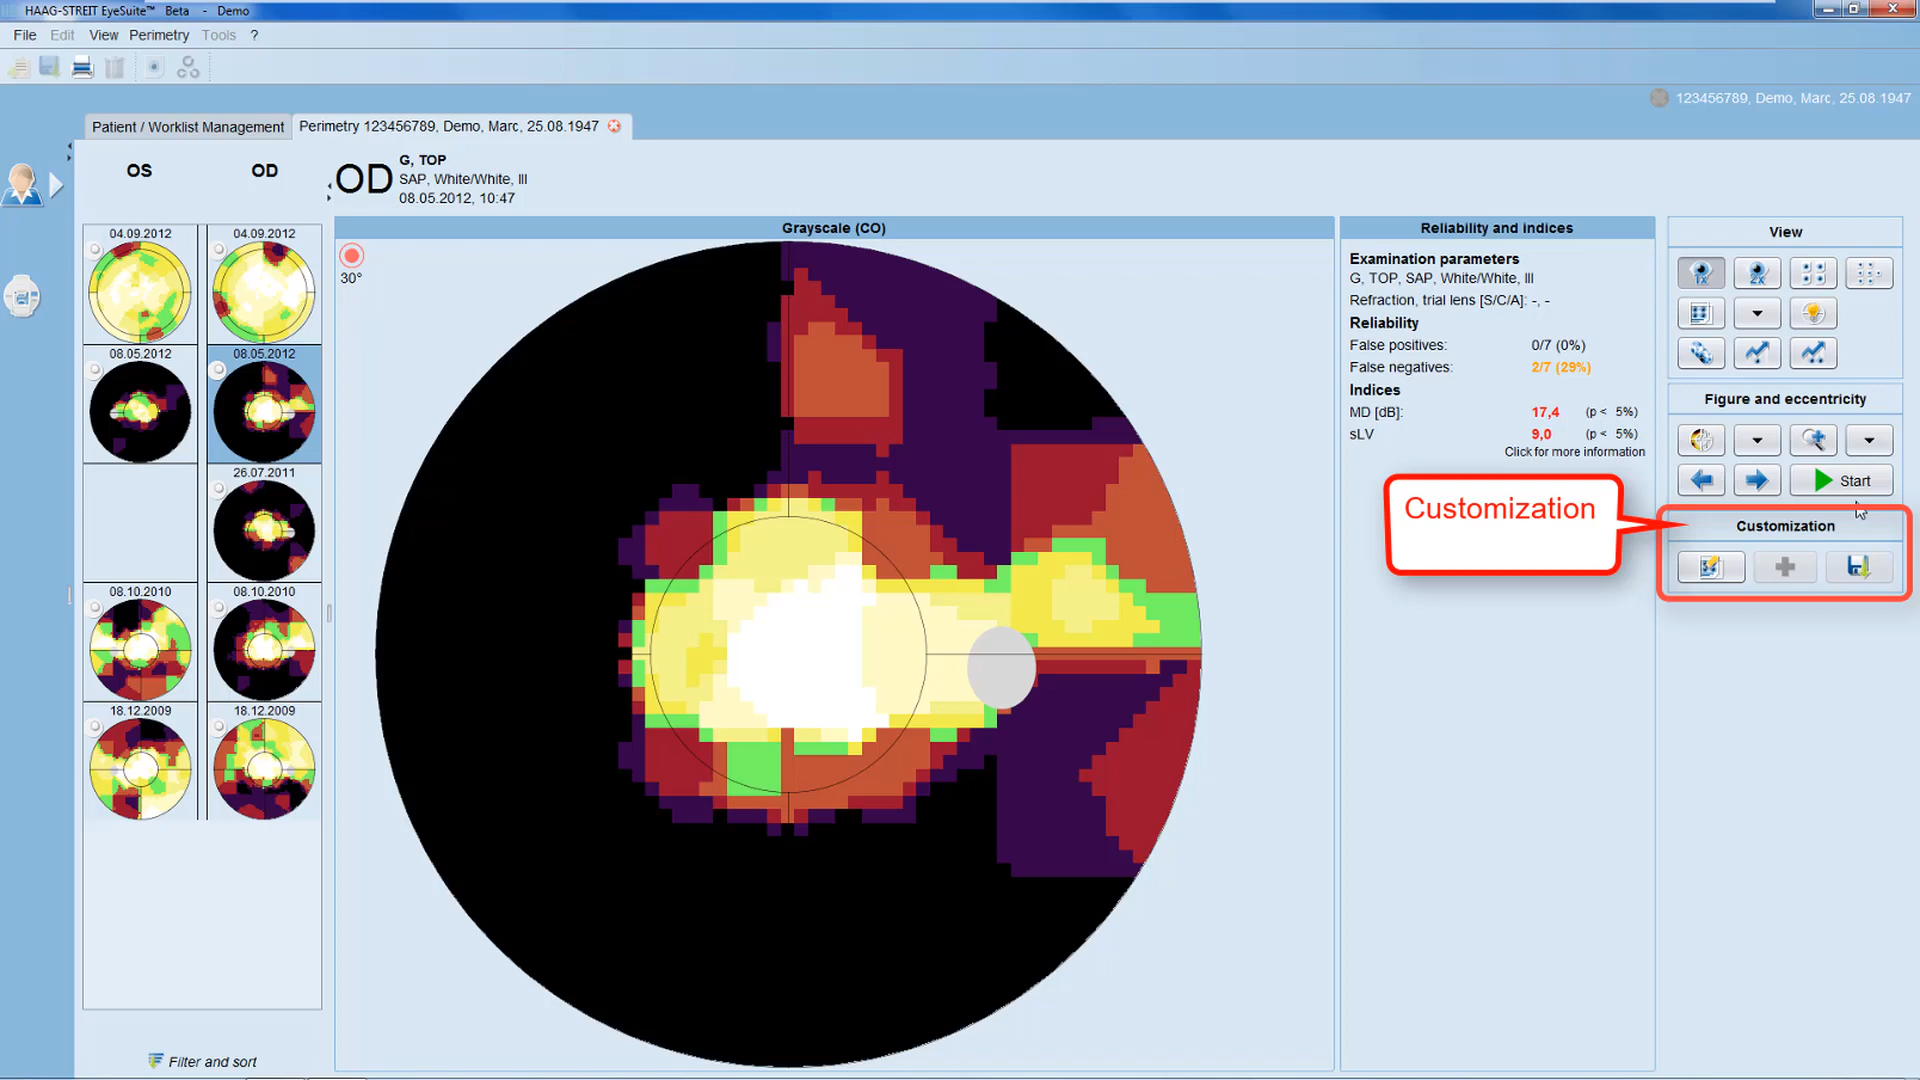 HAAG-STREIT EyeSuite™ Beta - Demo
File Edit View Perimetry Tools ?
123456789, Demo, Marc, 25.08.1947
Patient / Worklist Management
Perimetry 123456789, Demo, Marc, 25.08.1947
OS
OD
04.09.2012
04.09.2012
08.05.2012
08.05.2012
26.07.2011
08.10.2010
08.10.2010
18.12.2009
18.12.2009
Filter and sort
OD
G, TOP
SAP, White/White, III
08.05.2012, 10:47
Grayscale (CO)
30°
Reliability and indices
Examination parameters
G, TOP, SAP, White/White, III
Refraction, trial lens [S/C/A]: -, -
Reliability
False positives: 0/7 (0%)
False negatives: 2/7 (29%)
Indices
MD [dB]: 17,4 (p < 5%)
sLV 9,0 (p < 5%)
Click for more information
Customization
View
1x
2x
Figure and eccentricity
Start
Customization